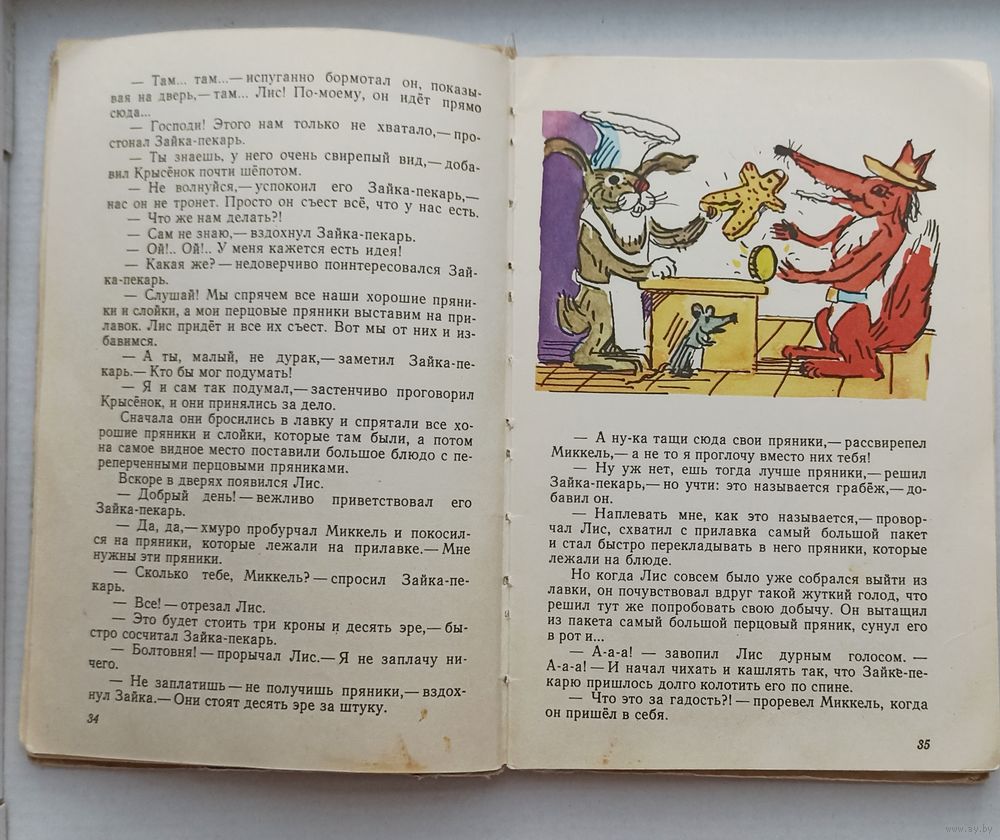 — Там... там...— испуганно бормотал он, показы-
вая на дверь,— там... Лис! По-моему, он идёт прямо
сюда...
— Господи! Этого нам только не хватало,— про-
стонал Зайка-пекарь.
— Ты знаешь, у него очень свирепый вид,— доба-
вил Крысёнок почти шёпотом.
— Не волнуйся,— успокоил его Зайка-пекарь,—
нас он не тронет. Просто он съест всё, что у нас есть.
— Что же нам делать?!
— Сам не знаю,— вздохнул Зайка-пекарь.
— Ой!.. Ой!.. У меня кажется есть идея!
— Какая же? — недоверчиво поинтересовался Зай-
ка-пекарь.
— Слушай! Мы спрячем все наши хорошие пряни-
ки и слойки, а мои перцовые пряники выставим на при-
лавок. Лис придёт и все их съест. Вот мы от них и из-
бавимся.
— А ты, малый, не дурак,— заметил Зайка-пе-
карь.— Кто бы мог подумать!
— Я и сам так подумал,— застенчиво проговорил
Крысёнок, и они принялись за дело.
Сначала они бросились в лавку и спрятали все хо-
рошие пряники и слойки, которые там были, а потом
на самое видное место поставили большое блюдо с пе-
реперченными перцовыми пряниками.
Вскоре в дверях появился Лис.
— Добрый день! — вежливо приветствовал его
Зайка-пекарь.
— Да, да,— хмуро пробурчал Миккель и покосил-
ся на пряники, которые лежали на прилавке.— Мне
нужны эти пряники.
— Сколько тебе, Миккель? — спросил Зайка-пе-
карь.
— Все! — отрезал Лис.
— Это будет стоить три кроны и десять эре,— бы-
стро сосчитал Зайка-пекарь.
— Болтовня! — прорычал Лис.— Я не заплачу ни-
чего.
— Не заплатишь — не получишь пряники,— вздох-
нул Зайка.— Они стоят десять эре за штуку.
34
— А ну-ка тащи сюда свои пряники,— рассвирепел
Миккель,— а не то я проглочу вместо них тебя!
— Ну уж нет, ешь тогда лучше пряники,— решил
Зайка-пекарь,— но учти: это называется грабёж,— до-
бавил он.
— Наплевать мне, как это называется,— провор-
чал Лис, схватил с прилавка самый большой пакет
и стал быстро перекладывать в него пряники, которые
лежали на блюде.
Но когда Лис совсем было уже собрался выйти из
лавки, он почувствовал вдруг такой жуткий голод, что
решил тут же попробовать свою добычу. Он вытащил
из пакета самый большой перцовый пряник, сунул его
в рот и...
— А-а-а! — завопил Лис дурным голосом. —
А-а-а! — И начал чихать и кашлять так, что Зайке-пе-
карю пришлось долго колотить его по спине.
— Что это за гадость?! — проревел Миккель, когда
он пришёл в себя.
35
www.ay.by